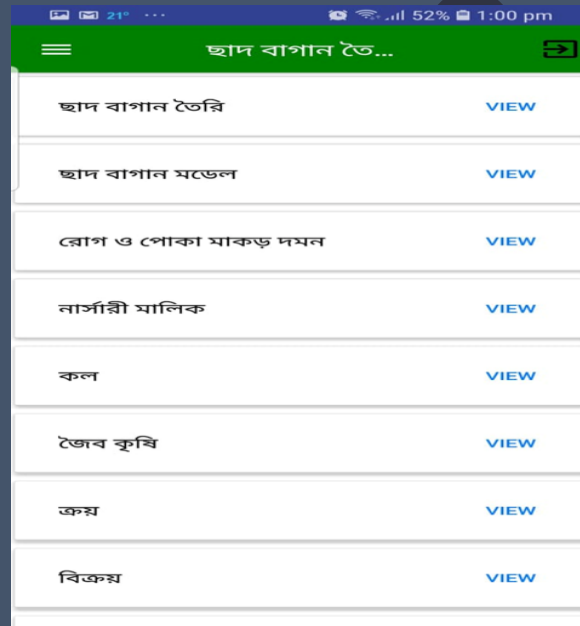 21° ... 52% 1:00 pm
ছাদ বাগান তৈ...
ছাদ বাগান তৈরি VIEW
ছাদ বাগান মডেল VIEW
রোগ ও পোকা মাকড় দমন VIEW
নার্সারী মালিক VIEW
কল VIEW
জৈব কৃষি VIEW
ক্রয় VIEW
বিক্রয় VIEW